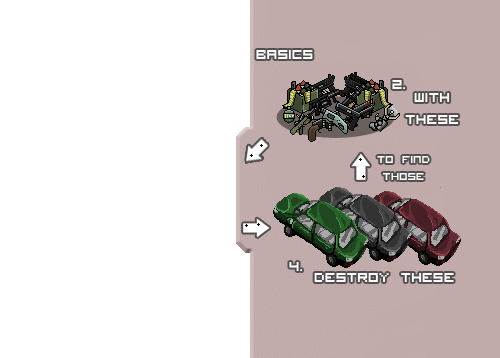 BASICS
2.
WITH
THESE
TO FIND
THOSE
4.
DESTROY THESE